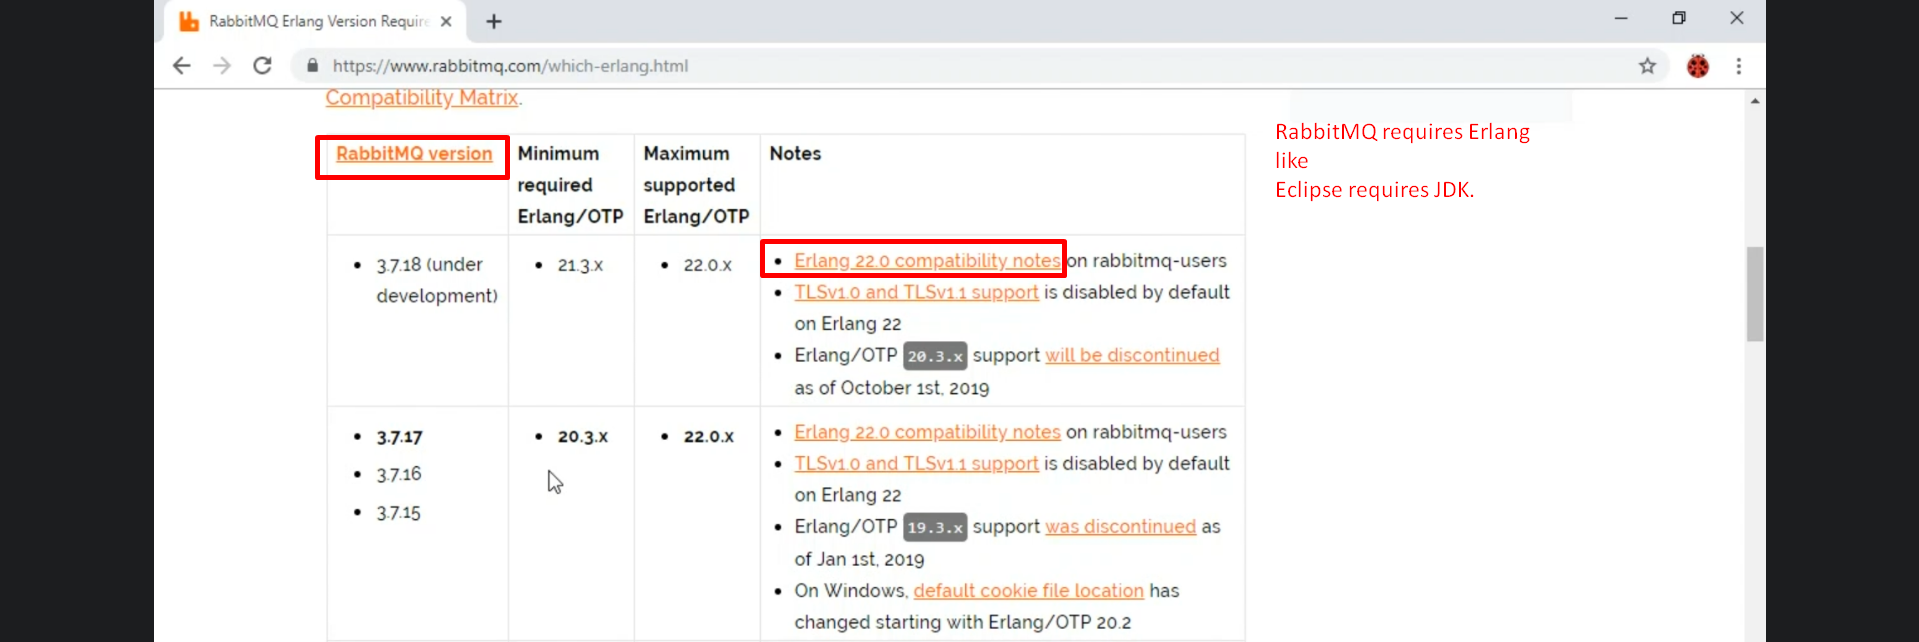 RabbitMQ Erlang Version Require
https://www.rabbitmq.com/which-erlang.html
Compatibility Matrix.
RabbitMQ version
Minimum
required
Erlang/OTP
Maximum
supported
Erlang/OTP
Notes
3.7.18 (under
development)
21.3.x
22.0.x
Erlang 22.0 compatibility notes on rabbitmq-users
TLSv1.0 and TLSv1.1 support is disabled by default
on Erlang 22
Erlang/OTP 20.3.x support will be discontinued
as of October 1st, 2019
3.7.17
3.7.16
3.7.15
20.3.x
22.0.x
Erlang 22.0 compatibility notes on rabbitmq-users
TLSv1.0 and TLSv1.1 support is disabled by default
on Erlang 22
Erlang/OTP 19.3.x support was discontinued as
of Jan 1st, 2019
On Windows, default cookie file location has
changed starting with Erlang/OTP 20.2
RabbitMQ requires Erlang
like
Eclipse requires JDK.